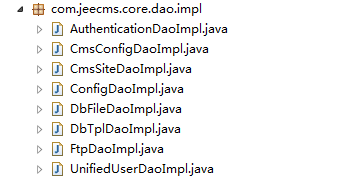 com.jeecms.core.dao.impl
AuthenticationDaoImpl.java
CmsConfigDaoImpl.java
CmsSiteDaoImpl.java
ConfigDaoImpl.java
DbFileDaoImpl.java
DbTplDaoImpl.java
FtpDaoImpl.java
UnifiedUserDaoImpl.java